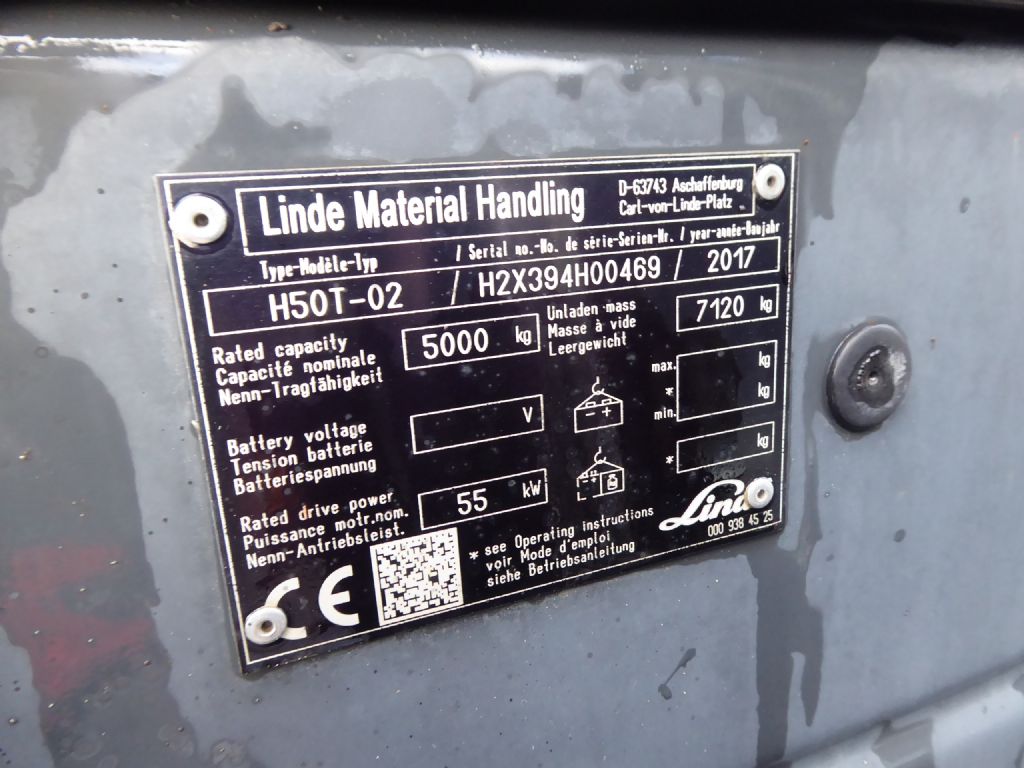 Linde Material Handling
D-63743 Aschaffenburg
Carl-von-Linde-Platz
Type-Modèle-Typ / Serial no.-No. de série-Serien-Nr. / year-année-Baujahr
H50T-02 / H2X394H00469 / 2017
Rated capacity
Capacité nominale
Nenn-Tragfähigkeit
5000 kg
Unladen mass
Masse à vide
Leergewicht
7120 kg
Battery voltage
Tension batterie
Batteriespannung
V
- +
max. kg
* kg
min.
Rated drive power
Puissance motr.nom.
Nenn-Antriebsleist.
55 kW
- +
* kg
* see Operating instructions
voir Mode d'emploi
siehe Betriebsanleitung
Linde
000 938 45 25
CE